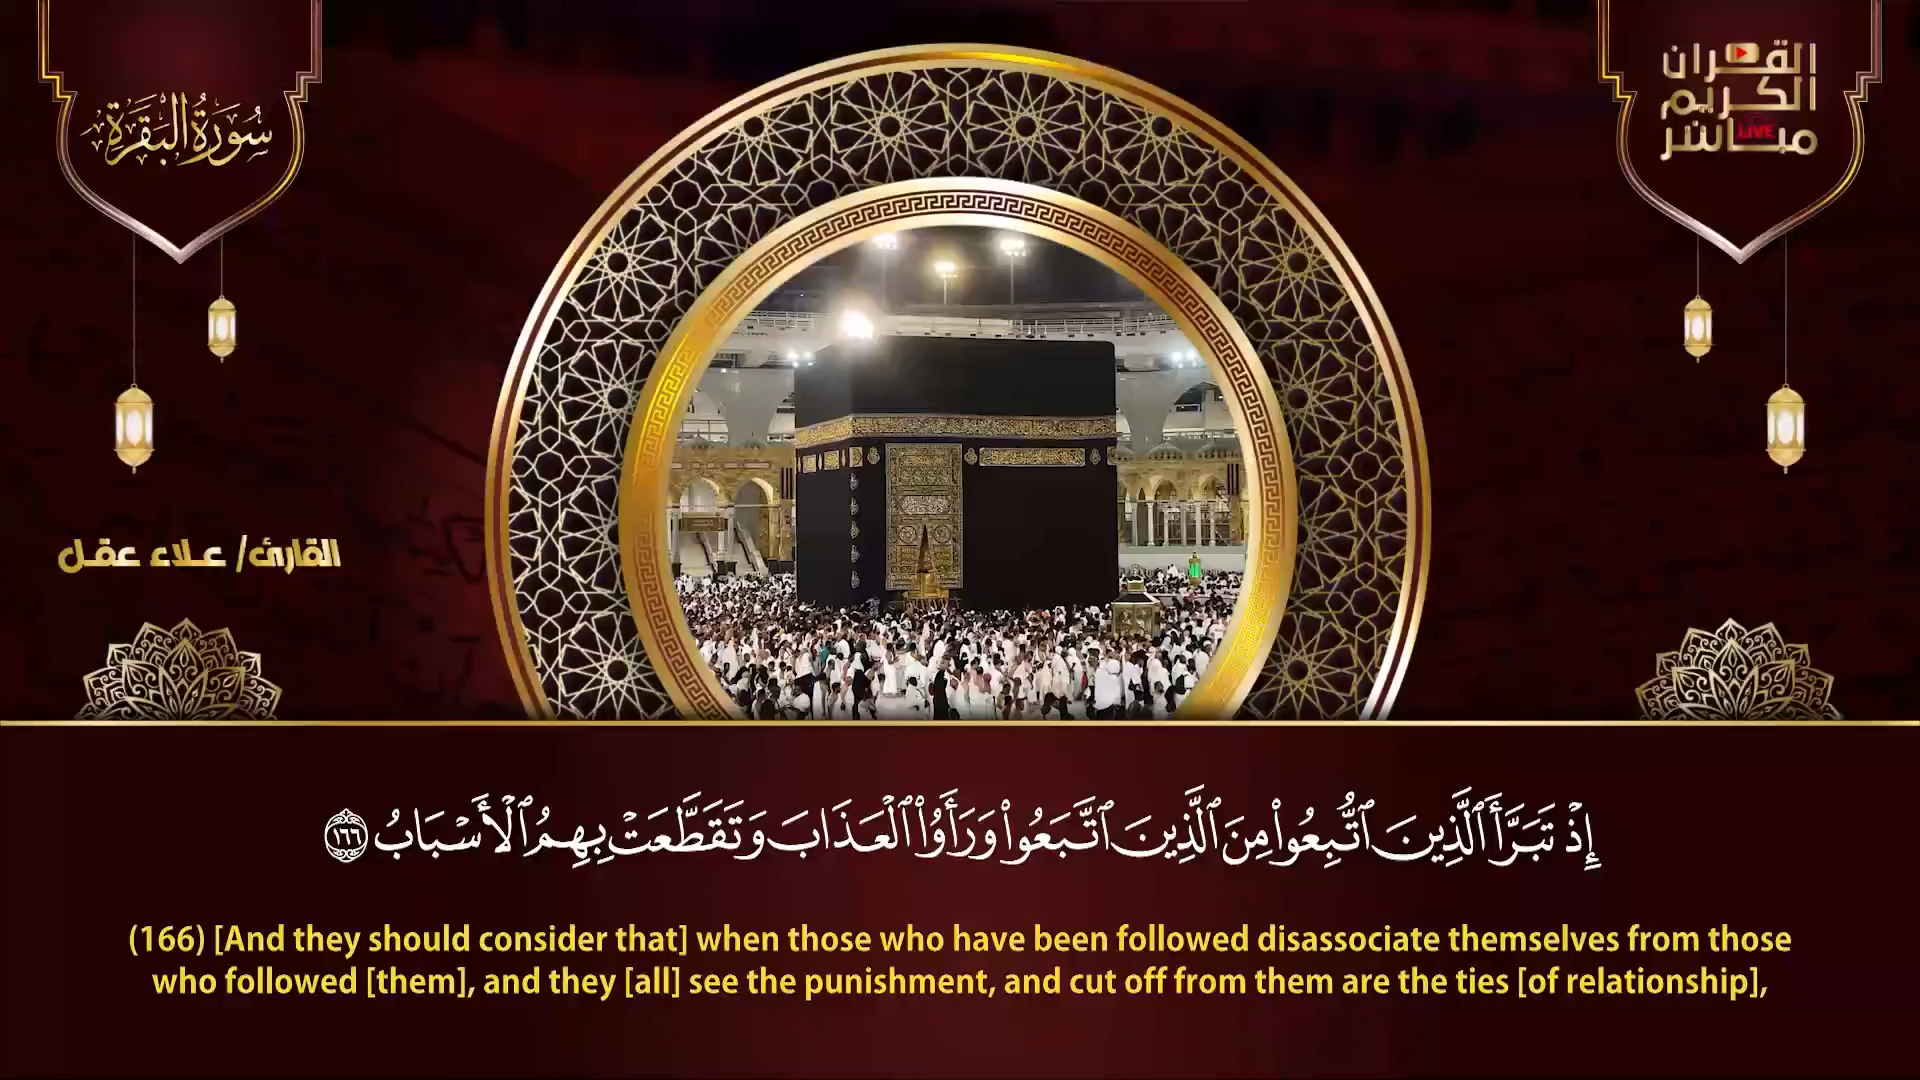 سُورَةُ البَقَرَةِ
القرآن
الكريم
مباشر
LIVE
القارئ/ علاء عقل
إِذْ تَبَرَّأَ ٱلَّذِينَ ٱتُّبِعُوا۟ مِنَ ٱلَّذِينَ ٱتَّبَعُوا۟ وَرَأَوُا۟ ٱلْعَذَابَ وَتَقَطَّعَتْ بِهِمُ ٱلْأَسْبَابُ ١٦٦
(166) [And they should consider that] when those who have been followed disassociate themselves from those
who followed [them], and they [all] see the punishment, and cut off from them are the ties [of relationship],